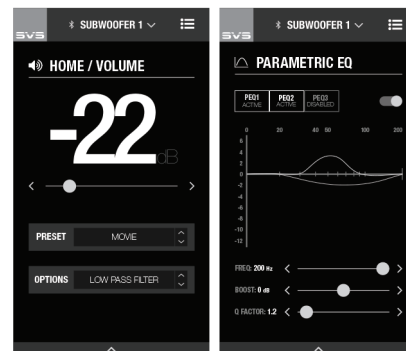 SVS
SUBWOOFER 1
HOME / VOLUME
-22 dB
PRESET MOVIE
OPTIONS LOW PASS FILTER
SVS
SUBWOOFER 1
PARAMETRIC EQ
PEQ1 PEQ2 PEQ3
ACTIVE ACTIVE DISABLED
0 20 40 50 100 200
6
4
2
0
-2
-4
-6
-8
-10
-12
FREQ: 200 Hz
BOOST: 0 dB
Q FACTOR: 1.2